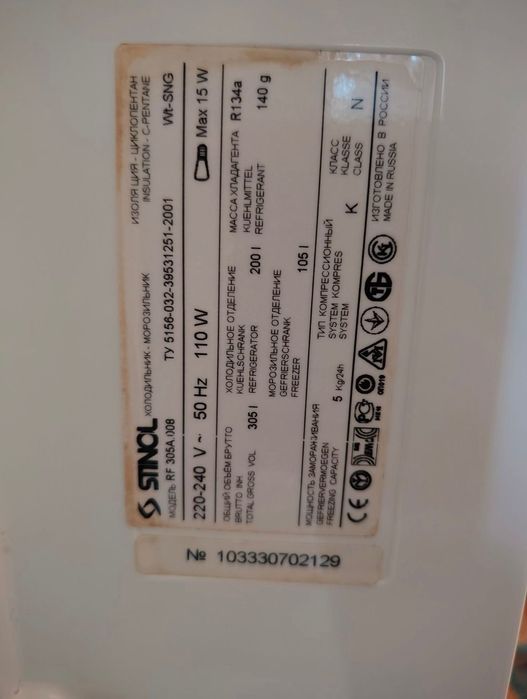 STINOL ХОЛОДИЛЬНИК - МОРОЗИЛЬНИК ИЗОЛЯЦИЯ - ЦИКЛОПЕНТАН
INSULATION - C-PENTANE
МОДЕЛЬ RF 305A.008 ТУ 5156-032-39531251-2001 Wt-SNG
220-240 V ~ 50 Hz 110 W Max 15 W
ОБЩИЙ ОБЪЁМ БРУТТО
BRUTTO INH
TOTAL GROSS VOL 305 l
ХОЛОДИЛЬНОЕ ОТДЕЛЕНИЕ
KUEHLSCHRANK
REFRIGERATOR 200 l
МАССА ХЛАДАГЕНТА R134a
KUEHLMITTEL
REFRIGERANT 140 g
МОРОЗИЛЬНОЕ ОТДЕЛЕНИЕ
GEFRIERSCHRANK
FREEZER 105 l
МОЩНОСТЬ ЗАМОРАЖИВАНИЯ
GEFRIERVERMOEGEN
FREEZING CAPACITY 5 Kg/24h
ТИП КОМПРЕССИОННЫЙ
SYSTEM KOMPRES
SYSTEM K
КЛАСС
KLASSE
CLASS N
CE
ИЗГОТОВЛЕНО В РОССИИ
MADE IN RUSSIA
№ 103330702129